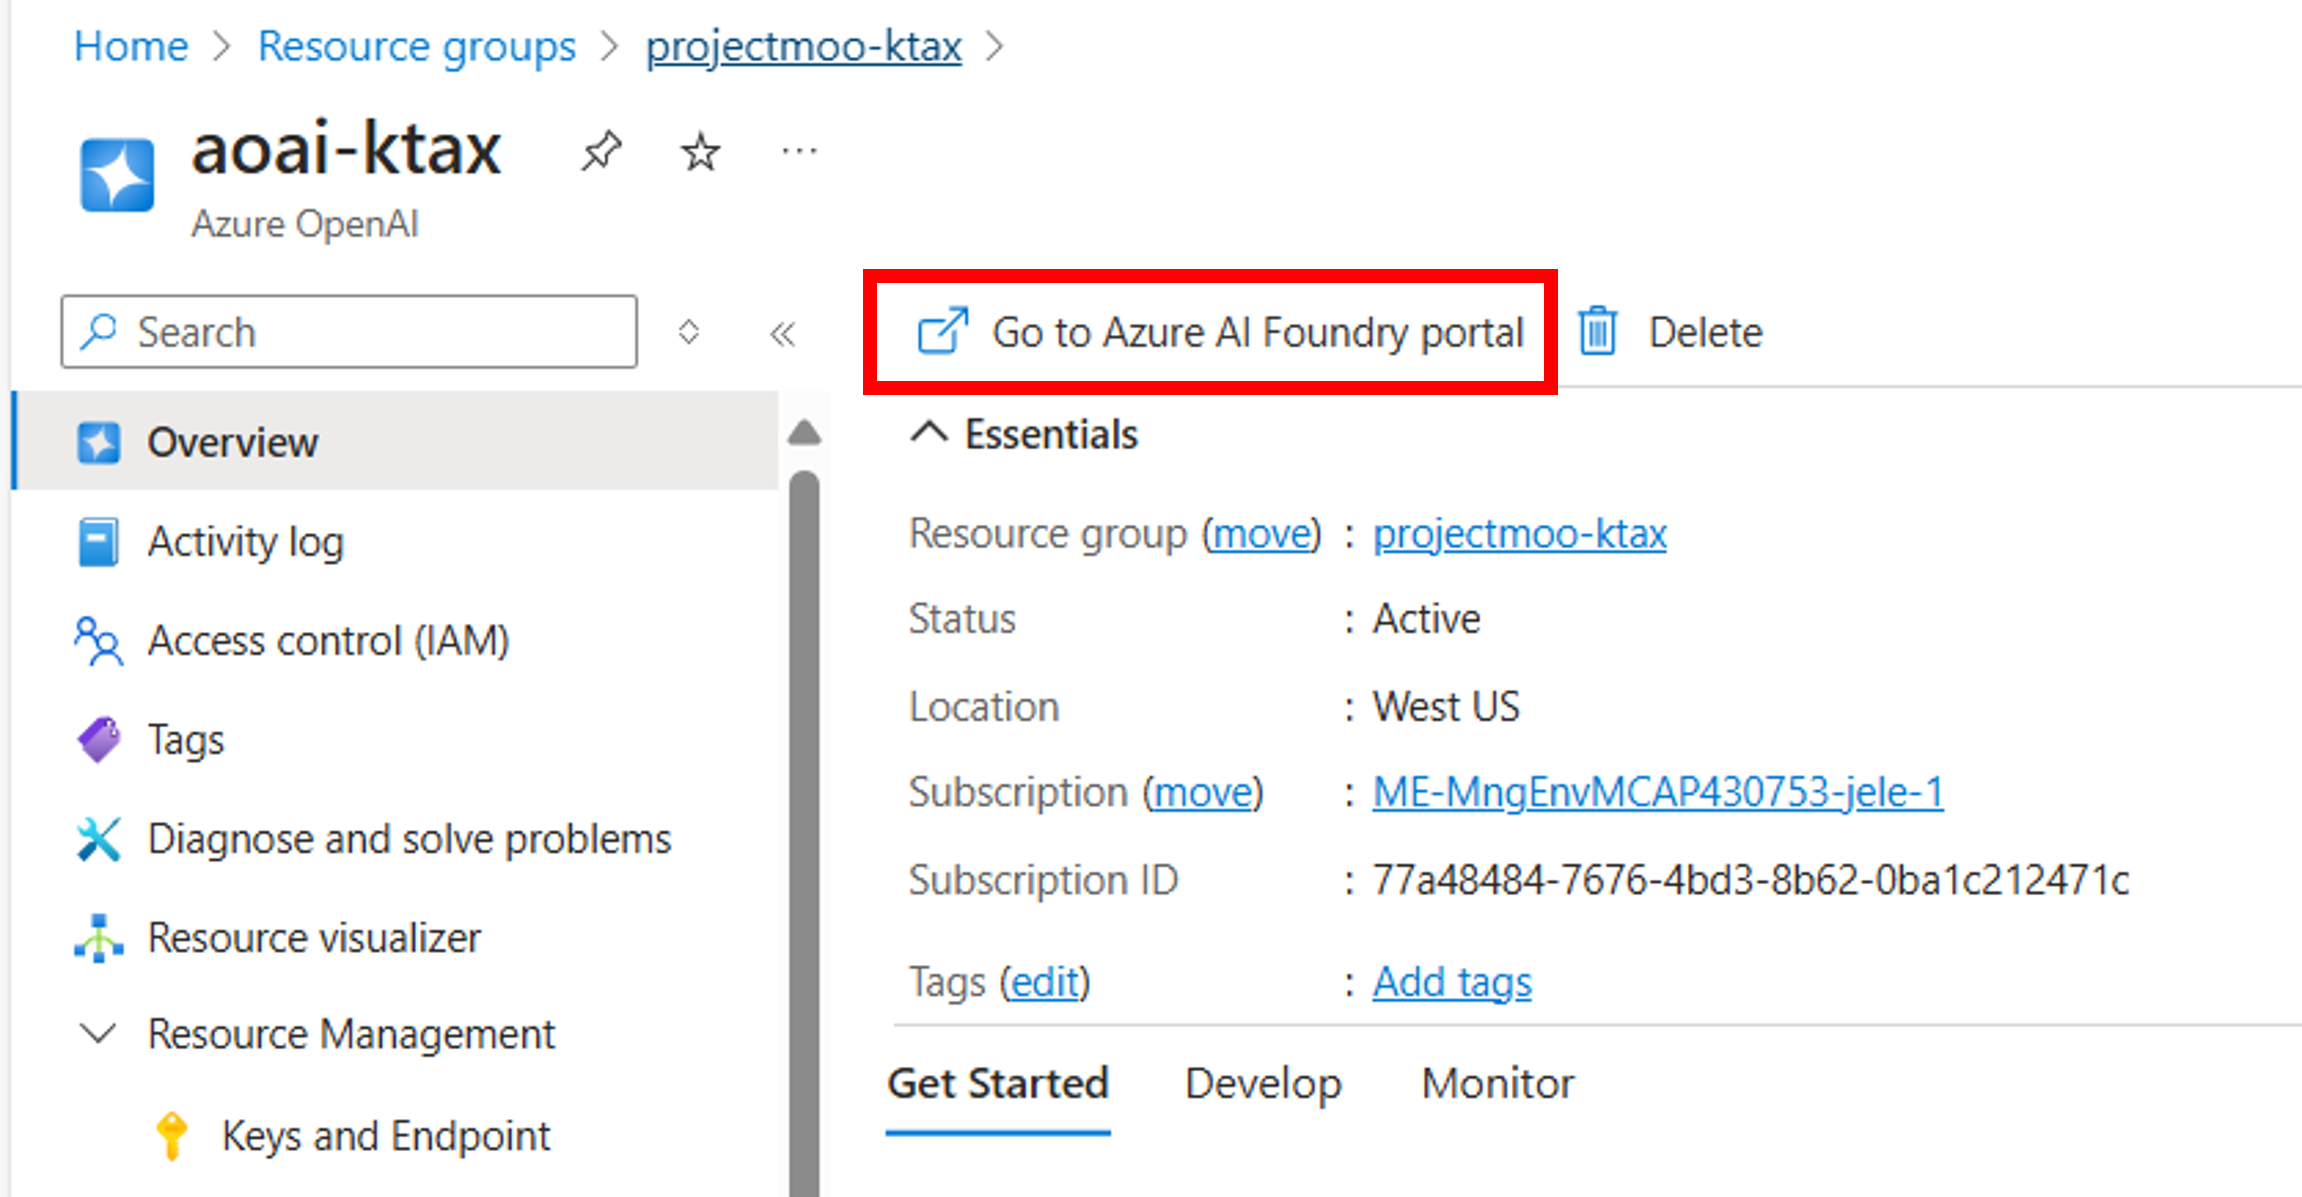 Home > Resource groups > projectmoo-ktax >
aoai-ktax ...
Azure OpenAI
Search
Go to Azure AI Foundry portal
Delete
Overview
Activity log
Access control (IAM)
Tags
Diagnose and solve problems
Resource visualizer
Resource Management
Keys and Endpoint
Essentials
Resource group (move) : projectmoo-ktax
Status : Active
Location : West US
Subscription (move) : ME-MngEnvMCAP430753-jele-1
Subscription ID : 77a48484-7676-4bd3-8b62-0ba1c212471c
Tags (edit) : Add tags
Get Started Develop Monitor